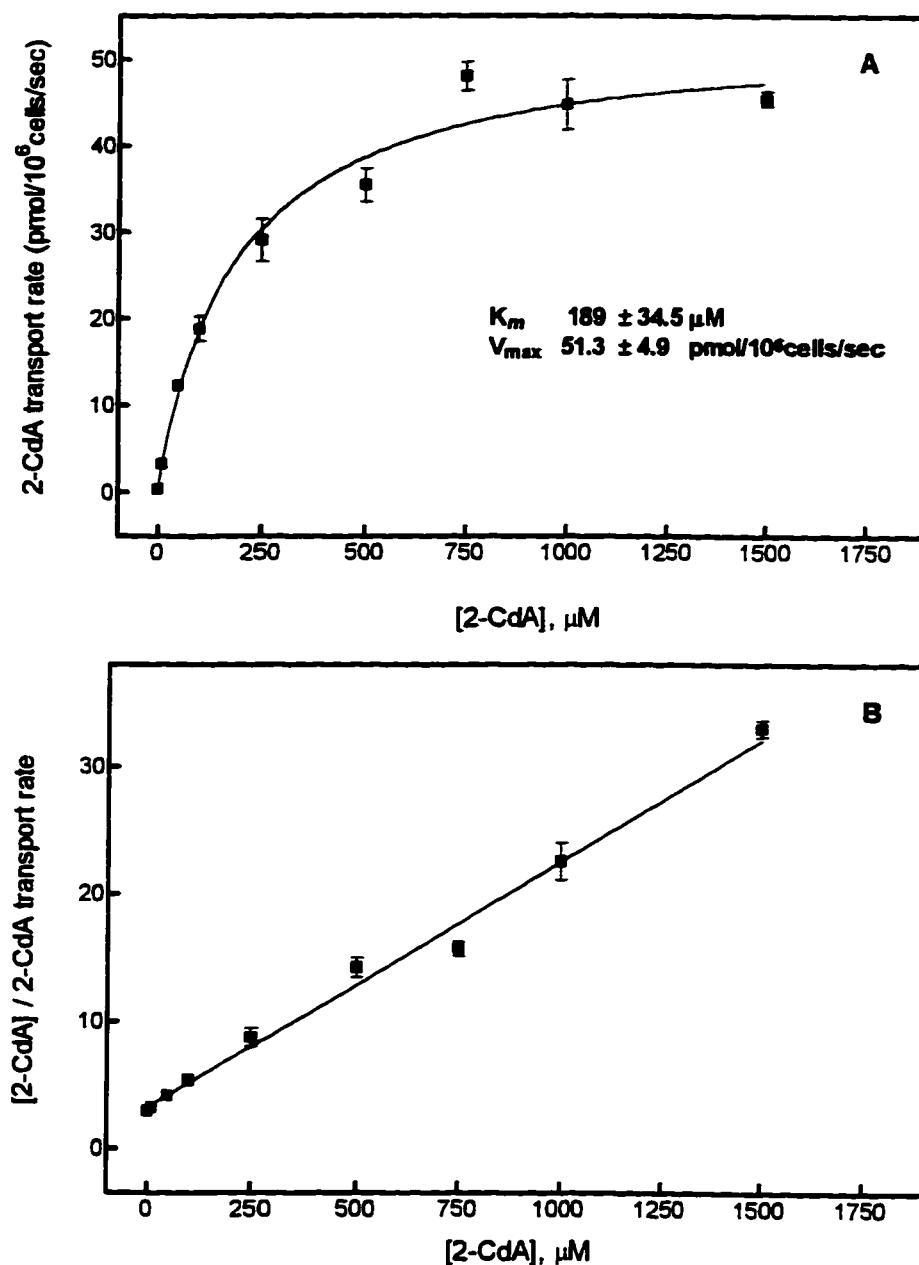 A
2-CdA transport rate (pmol/10⁶cells/sec)
50
40
30
20
10
0
Kₘ 189 ± 34.5 µM
Vmax 51.3 ± 4.9 pmol/10⁶cells/sec
0 250 500 750 1000 1250 1500 1750
[2-CdA], µM
B
[2-CdA] / 2-CdA transport rate
30
20
10
0
0 250 500 750 1000 1250 1500 1750
[2-CdA], µM